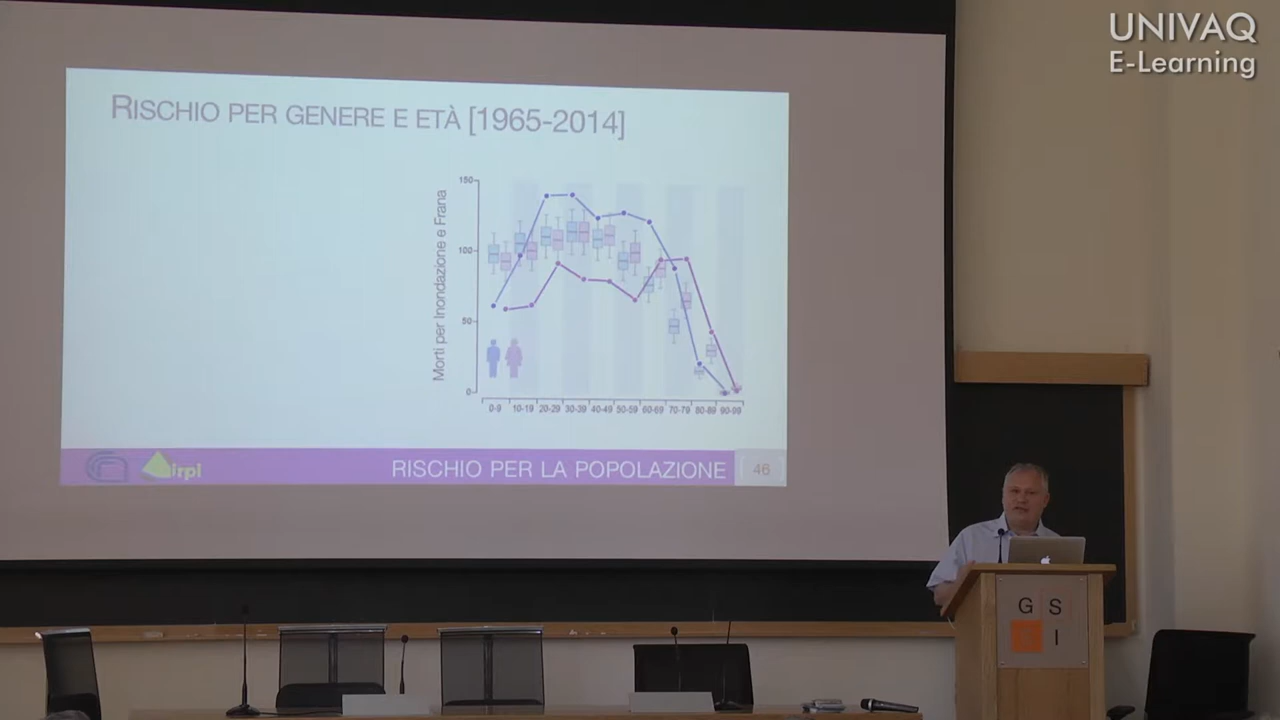 UNIVAQ
E-Learning
RISCHIO PER GENERE E ETÀ [1965-2014]
Morti per Inondazione e Frana
150
100
50
0
0-9 10-19 20-29 30-39 40-49 50-59 60-69 70-79 80-89 90-99
irpi
RISCHIO PER LA POPOLAZIONE 46
G S
I